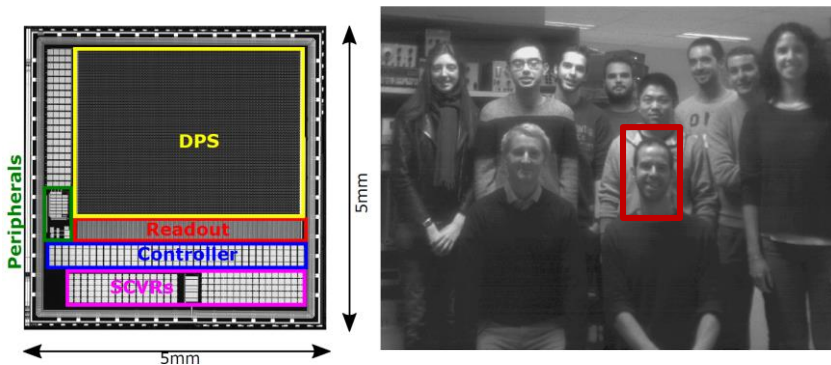 DPS
Peripherals
Readout
Controller
SCVRs
5mm
5mm